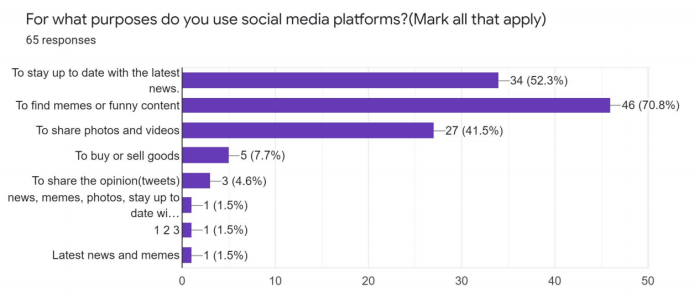 For what purposes do you use social media platforms?(Mark all that apply)
65 responses
To stay up to date with the latest
news.
34 (52.3%)
To find memes or funny content
46 (70.8%)
To share photos and videos
27 (41.5%)
To buy or sell goods
5 (7.7%)
To share the opinion(tweets)
3 (4.6%)
news, memes, photos, stay up to
date wi…
1 (1.5%)
1 2 3
1 (1.5%)
Latest news and memes
1 (1.5%)
0 10 20 30 40 50